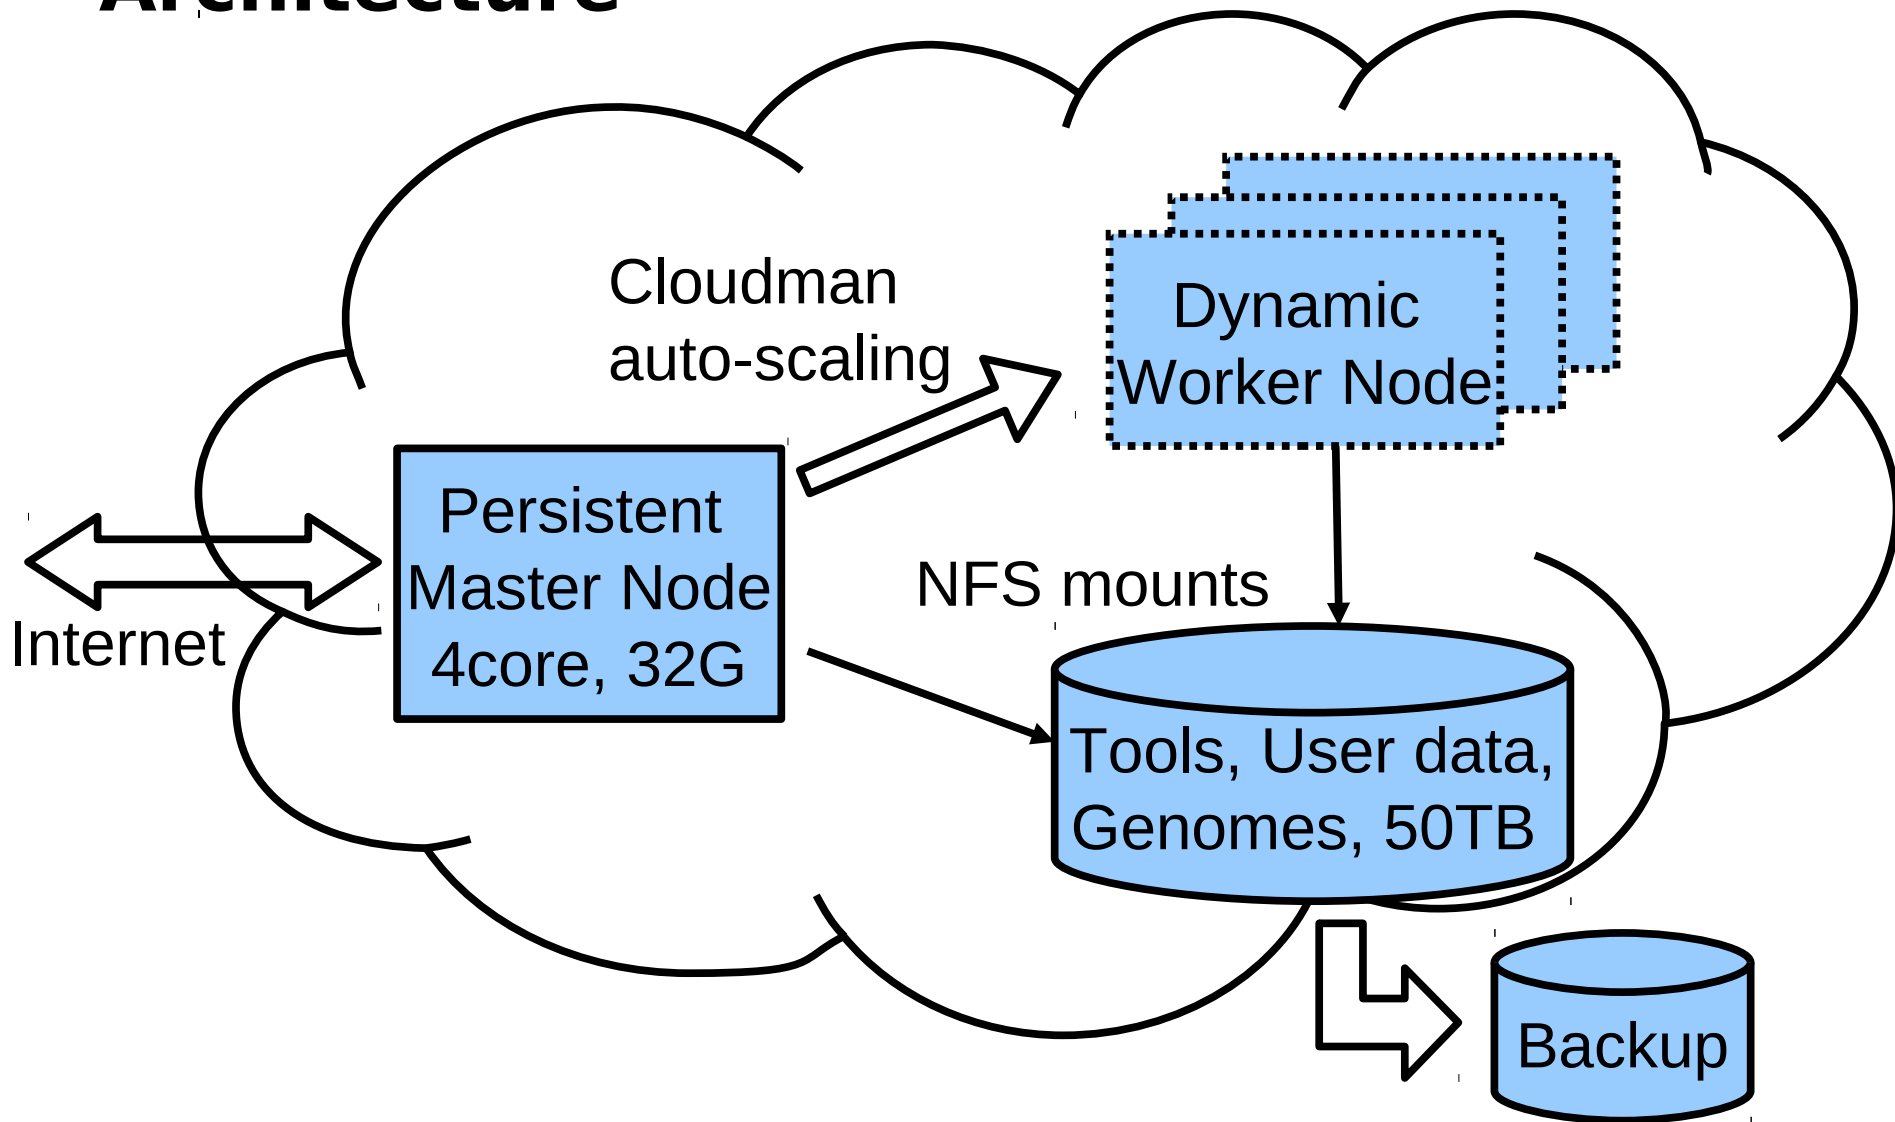 Architecture
Cloudman
auto-scaling
Dynamic
Worker Node
Persistent
Master Node
4core, 32G
Internet
NFS mounts
Tools, User data,
Genomes, 50TB
Backup